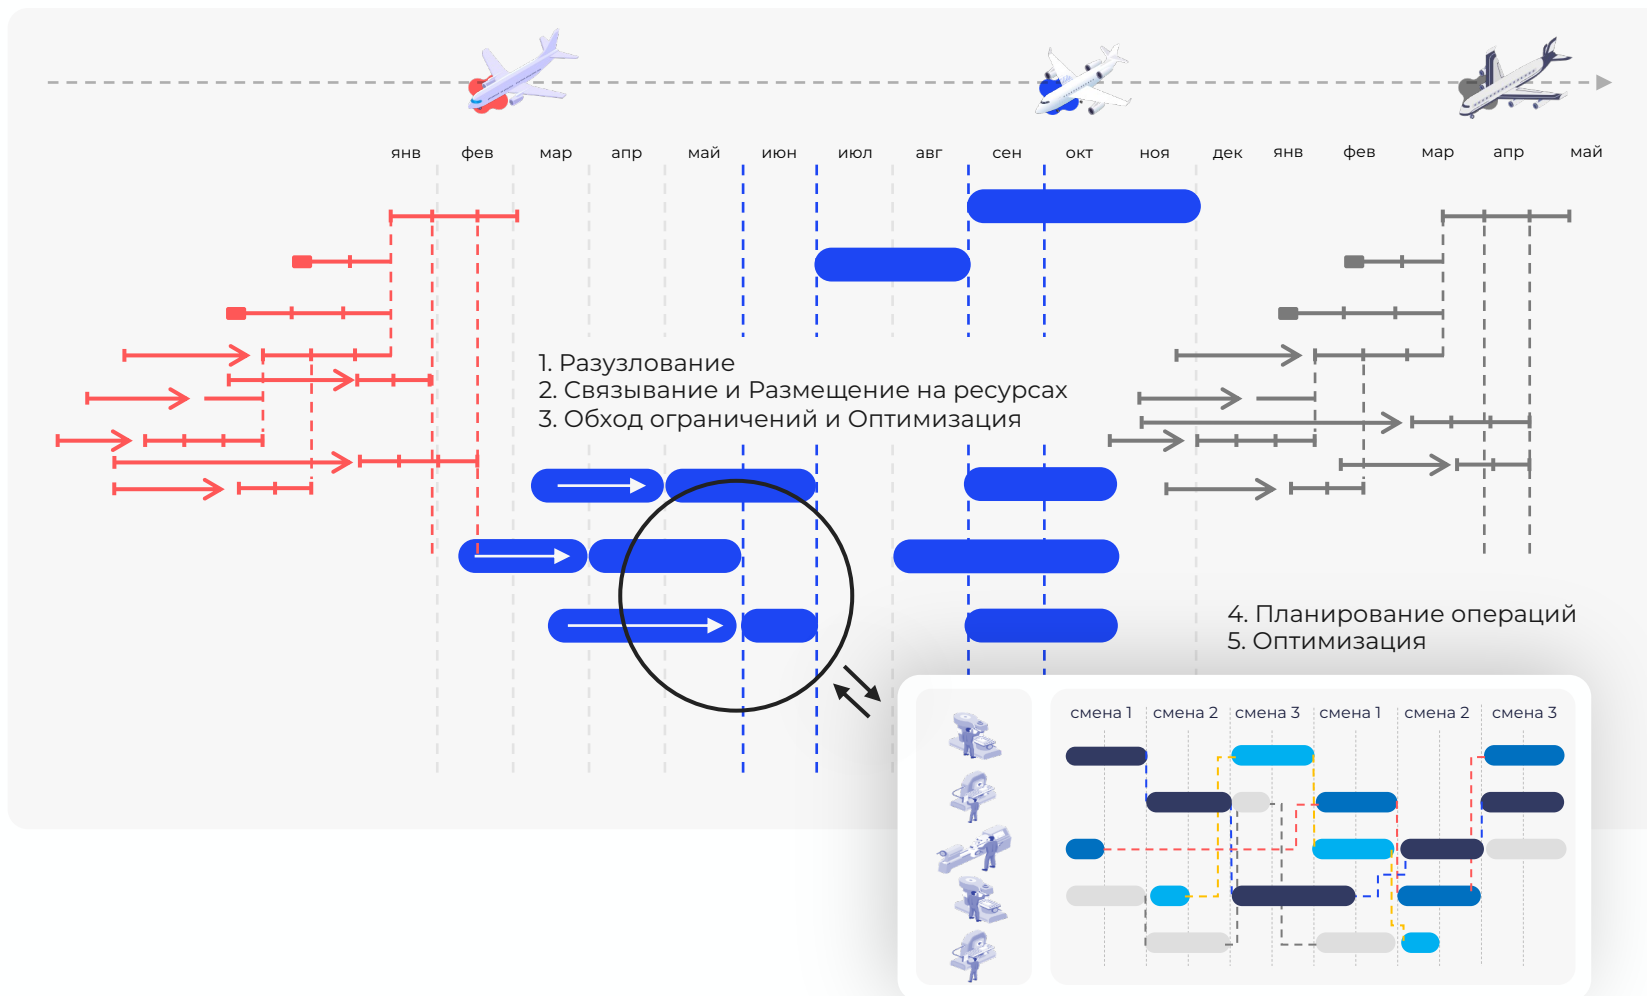 янв фев мар апр май июн июл авг сен окт ноя дек янв фев мар апр май
1. Разузлование
2. Связывание и Размещение на ресурсах
3. Обход ограничений и Оптимизация
4. Планирование операций
5. Оптимизация
смена 1 смена 2 смена 3 смена 1 смена 2 смена 3